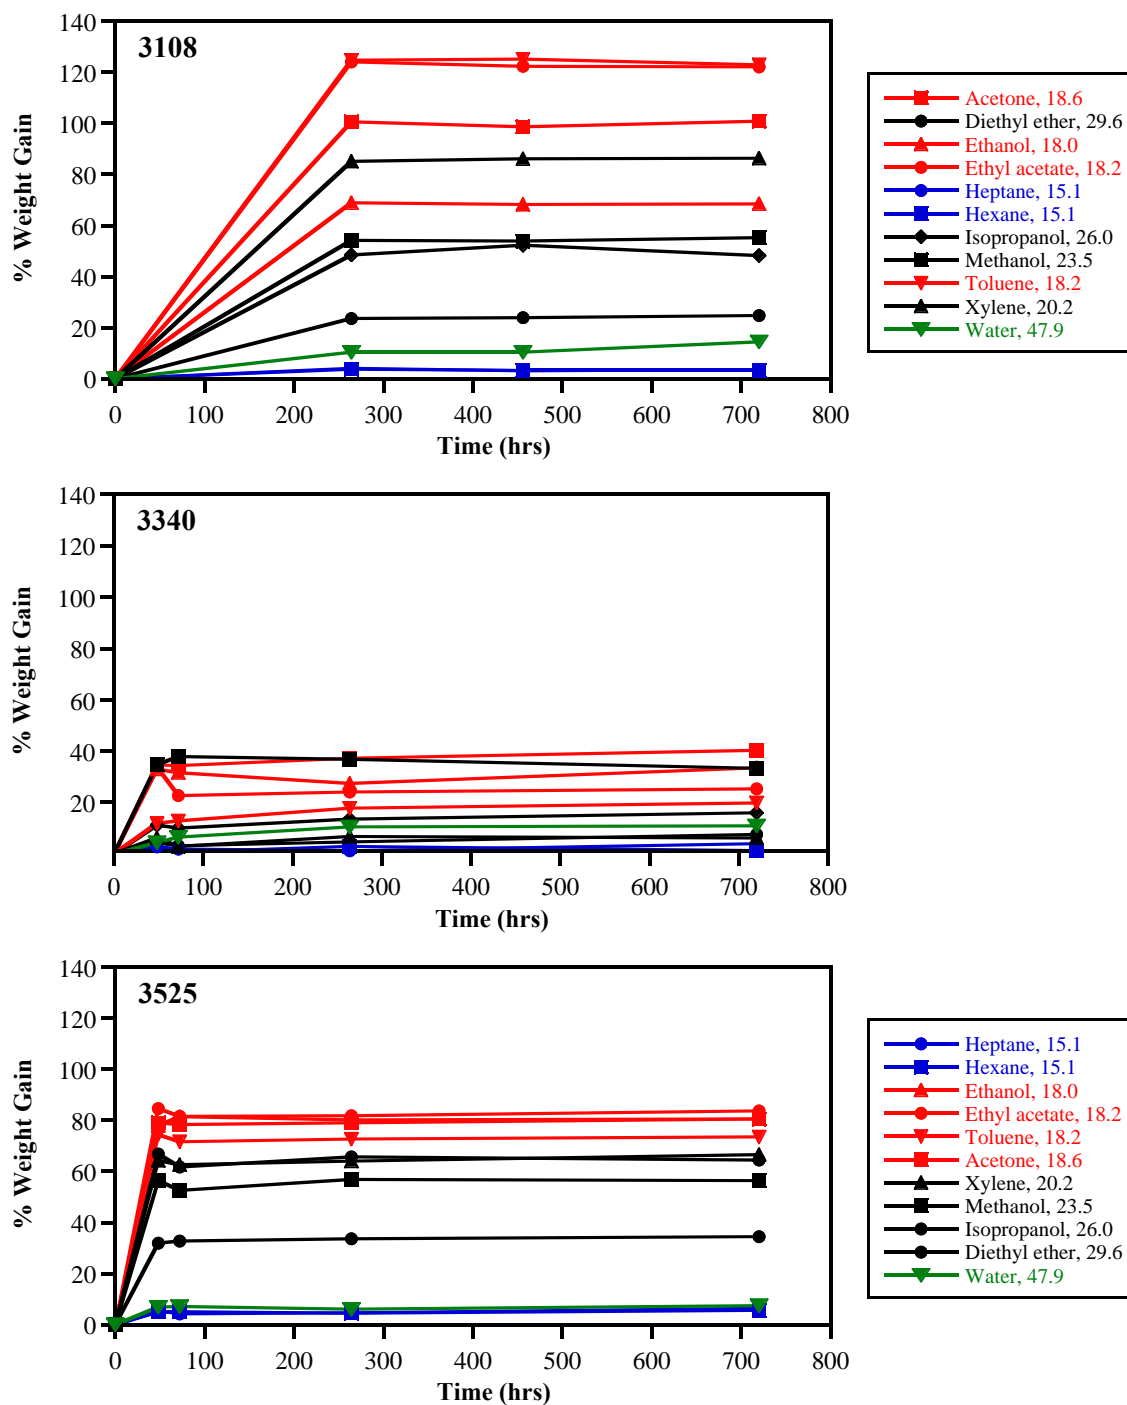 140
3108
120
100
80
60
40
20
0
% Weight Gain
0 100 200 300 400 500 600 700 800
Time (hrs)
Acetone, 18.6
Diethyl ether, 29.6
Ethanol, 18.0
Ethyl acetate, 18.2
Heptane, 15.1
Hexane, 15.1
Isopropanol, 26.0
Methanol, 23.5
Toluene, 18.2
Xylene, 20.2
Water, 47.9
140
3340
120
100
80
60
40
20
% Weight Gain
0 100 200 300 400 500 600 700 800
Time (hrs)
140
3525
120
100
80
60
40
20
0
% Weight Gain
0 100 200 300 400 500 600 700 800
Time (hrs)
Heptane, 15.1
Hexane, 15.1
Ethanol, 18.0
Ethyl acetate, 18.2
Toluene, 18.2
Acetone, 18.6
Xylene, 20.2
Methanol, 23.5
Isopropanol, 26.0
Diethyl ether, 29.6
Water, 47.9